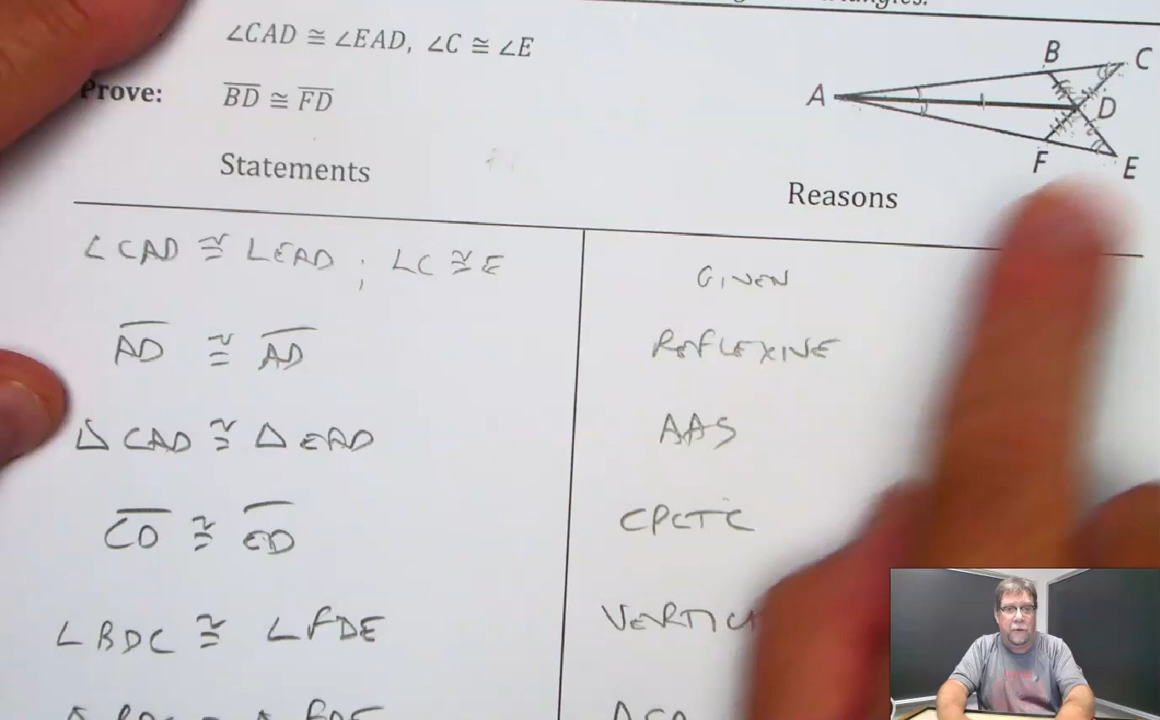 ∠CAD ≅ ∠EAD, ∠C ≅ ∠E
Prove: BD ≅ FD
A B C D F E
Statements Reasons
∠CAD ≅ ∠EAD ; ∠C ≅ E GIVEN
AD ≅ AD REFLEXIVE
△CAD ≅ △EAD AAS
CD ≅ ED CPCTC
∠BDC ≅ ∠FDE